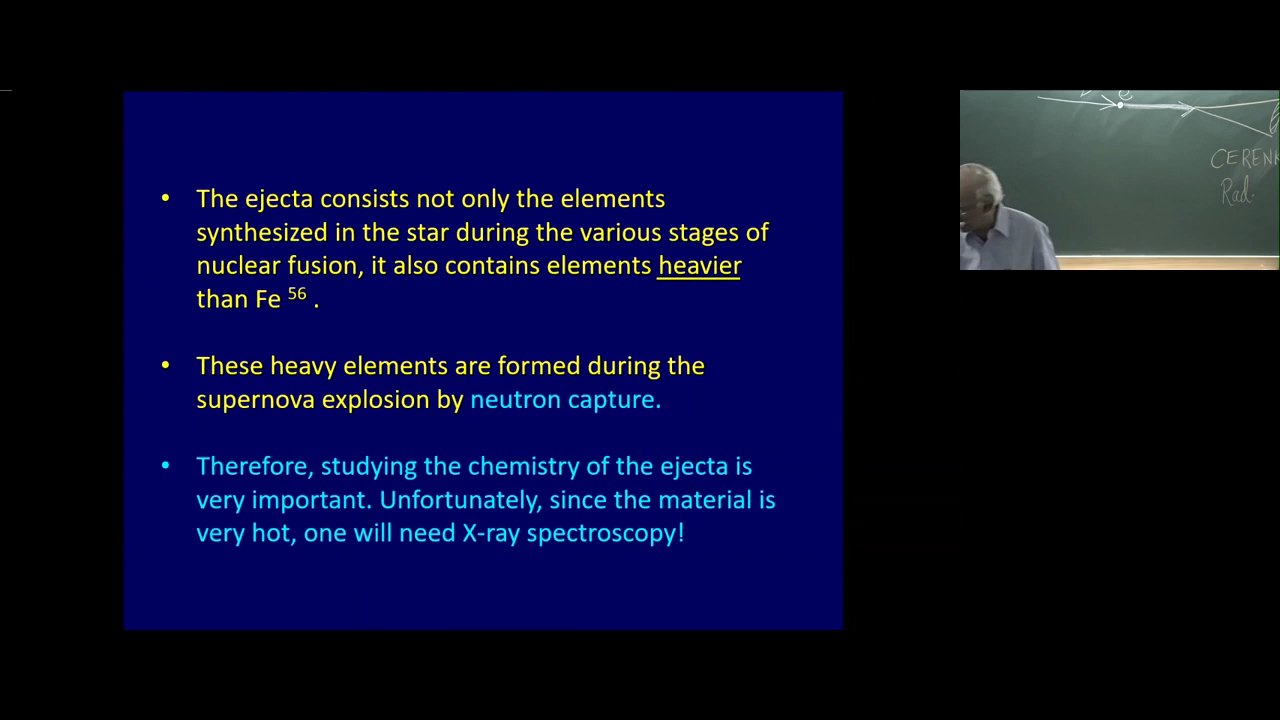 • The ejecta consists not only the elements
synthesized in the star during the various stages of
nuclear fusion, it also contains elements heavier
than Fe 56 .
• These heavy elements are formed during the
supernova explosion by neutron capture.
• Therefore, studying the chemistry of the ejecta is
very important. Unfortunately, since the material is
very hot, one will need X-ray spectroscopy!
e
CEREN
Rad.